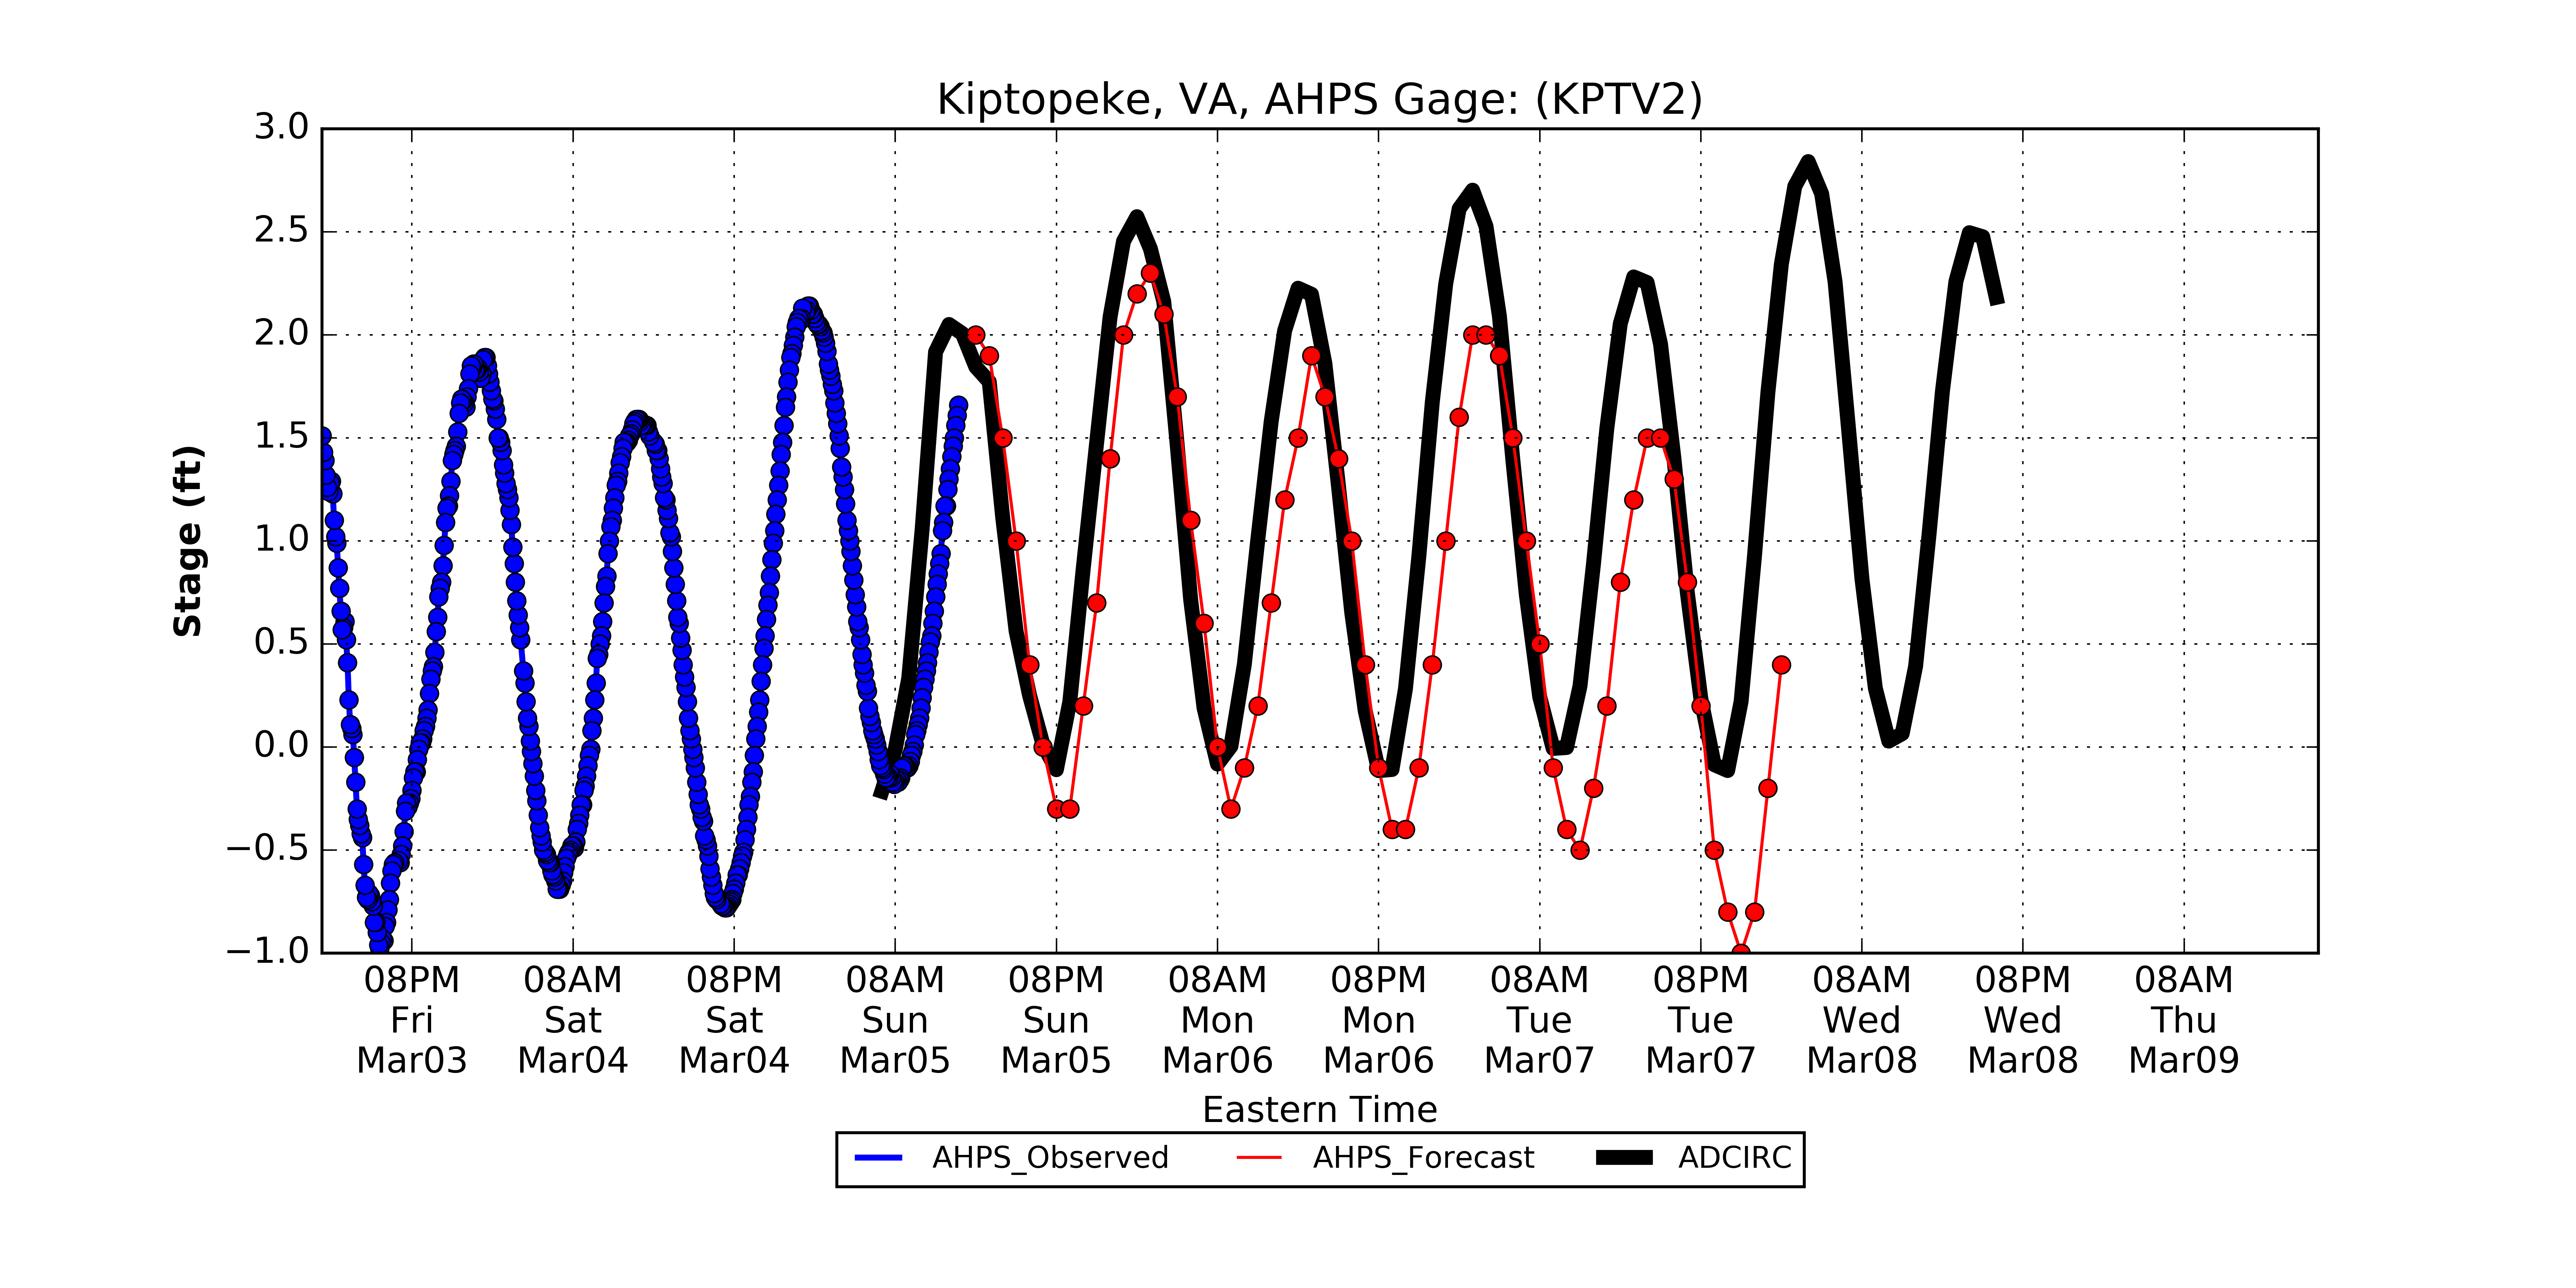 Kiptopeke, VA, AHPS Gage: (KPTV2)
3.0
2.5
2.0
1.5
1.0
0.5
0.0
−0.5
−1.0
Stage (ft)
08PM 08AM 08PM 08AM 08PM 08AM 08PM 08AM 08PM 08AM 08PM 08AM
Fri Sat Sat Sun Sun Mon Mon Tue Tue Wed Wed Thu
Mar03 Mar04 Mar04 Mar05 Mar05 Mar06 Mar06 Mar07 Mar07 Mar08 Mar08 Mar09
Eastern Time
AHPS_Observed AHPS_Forecast ADCIRC